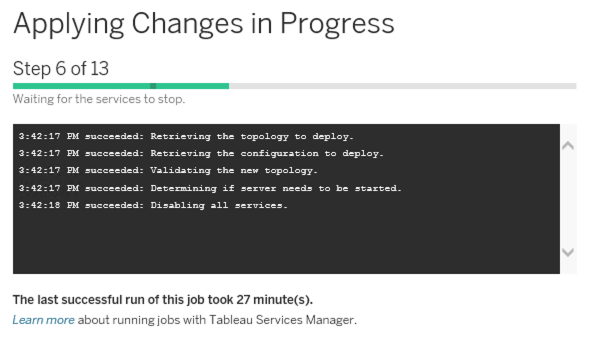 Applying Changes in Progress
Step 6 of 13
Waiting for the services to stop.
3:42:17 PM succeeded: Retrieving the topology to deploy.
3:42:17 PM succeeded: Retrieving the configuration to deploy.
3:42:17 PM succeeded: Validating the new topology.
3:42:17 PM succeeded: Determining if server needs to be started.
3:42:18 PM succeeded: Disabling all services.
The last successful run of this job took 27 minute(s).
Learn more about running jobs with Tableau Services Manager.